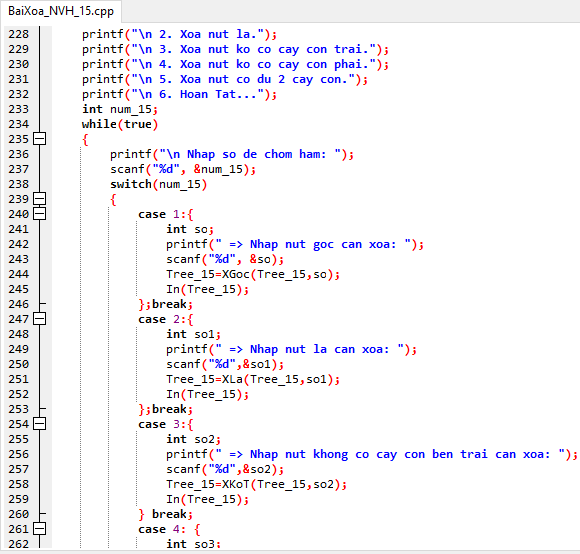 BaiXoa_NVH_15.cpp
228 printf("\n 2. Xoa nut la.");
229 printf("\n 3. Xoa nut ko co cay con trai.");
230 printf("\n 4. Xoa nut ko co cay con phai.");
231 printf("\n 5. Xoa nut co du 2 cay con.");
232 printf("\n 6. Hoan Tat...");
233 int num_15;
234 while(true)
235 {
236 printf("\n Nhap so de chom ham: ");
237 scanf("%d", &num_15);
238 switch(num_15)
239 {
240 case 1:{
241 int so;
242 printf(" => Nhap nut goc can xoa: ");
243 scanf("%d", &so);
244 Tree_15=XGoc(Tree_15,so);
245 In(Tree_15);
246 };break;
247 case 2:{
248 int so1;
249 printf(" => Nhap nut la can xoa: ");
250 scanf("%d",&so1);
251 Tree_15=XLa(Tree_15,so1);
252 In(Tree_15);
253 };break;
254 case 3:{
255 int so2;
256 printf(" => Nhap nut khong co cay con ben trai can xoa: ");
257 scanf("%d",&so2);
258 Tree_15=XKoT(Tree_15,so2);
259 In(Tree_15);
260 } break;
261 case 4: {
262 int so3;